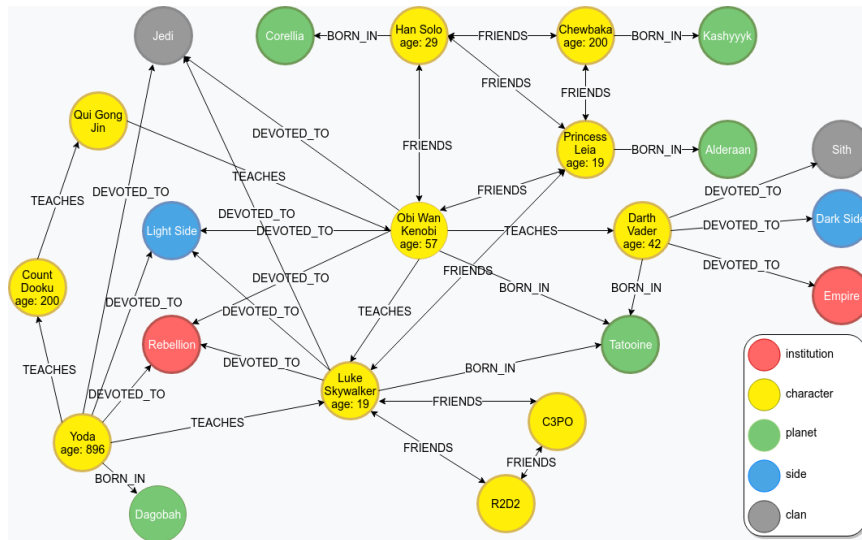 Jedi
Corellia
BORN_IN
Han Solo
age: 29
FRIENDS
Chewbaka
age: 200
BORN_IN
Kashyyyk
FRIENDS
FRIENDS
Qui Gong
Jin
DEVOTED_TO
FRIENDS
Princess
Leia
age: 19
BORN_IN
Alderaan
Sith
DEVOTED_TO
TEACHES
TEACHES
FRIENDS
DEVOTED_TO
DEVOTED_TO
Light Side
DEVOTED_TO
Obi Wan
Kenobi
age: 57
TEACHES
Darth
Vader
age: 42
DEVOTED_TO
Dark Side
FRIENDS
DEVOTED_TO
Count
Dooku
age: 200
DEVOTED_TO
DEVOTED_TO
BORN_IN
BORN_IN
Empire
DEVOTED_TO
TEACHES
Rebellion
Tatooine
DEVOTED_TO
TEACHES
DEVOTED_TO
BORN_IN
Luke
Skywalker
age: 19
FRIENDS
C3PO
Yoda
age: 896
TEACHES
FRIENDS
FRIENDS
BORN_IN
R2D2
Dagobah
institution
character
planet
side
clan